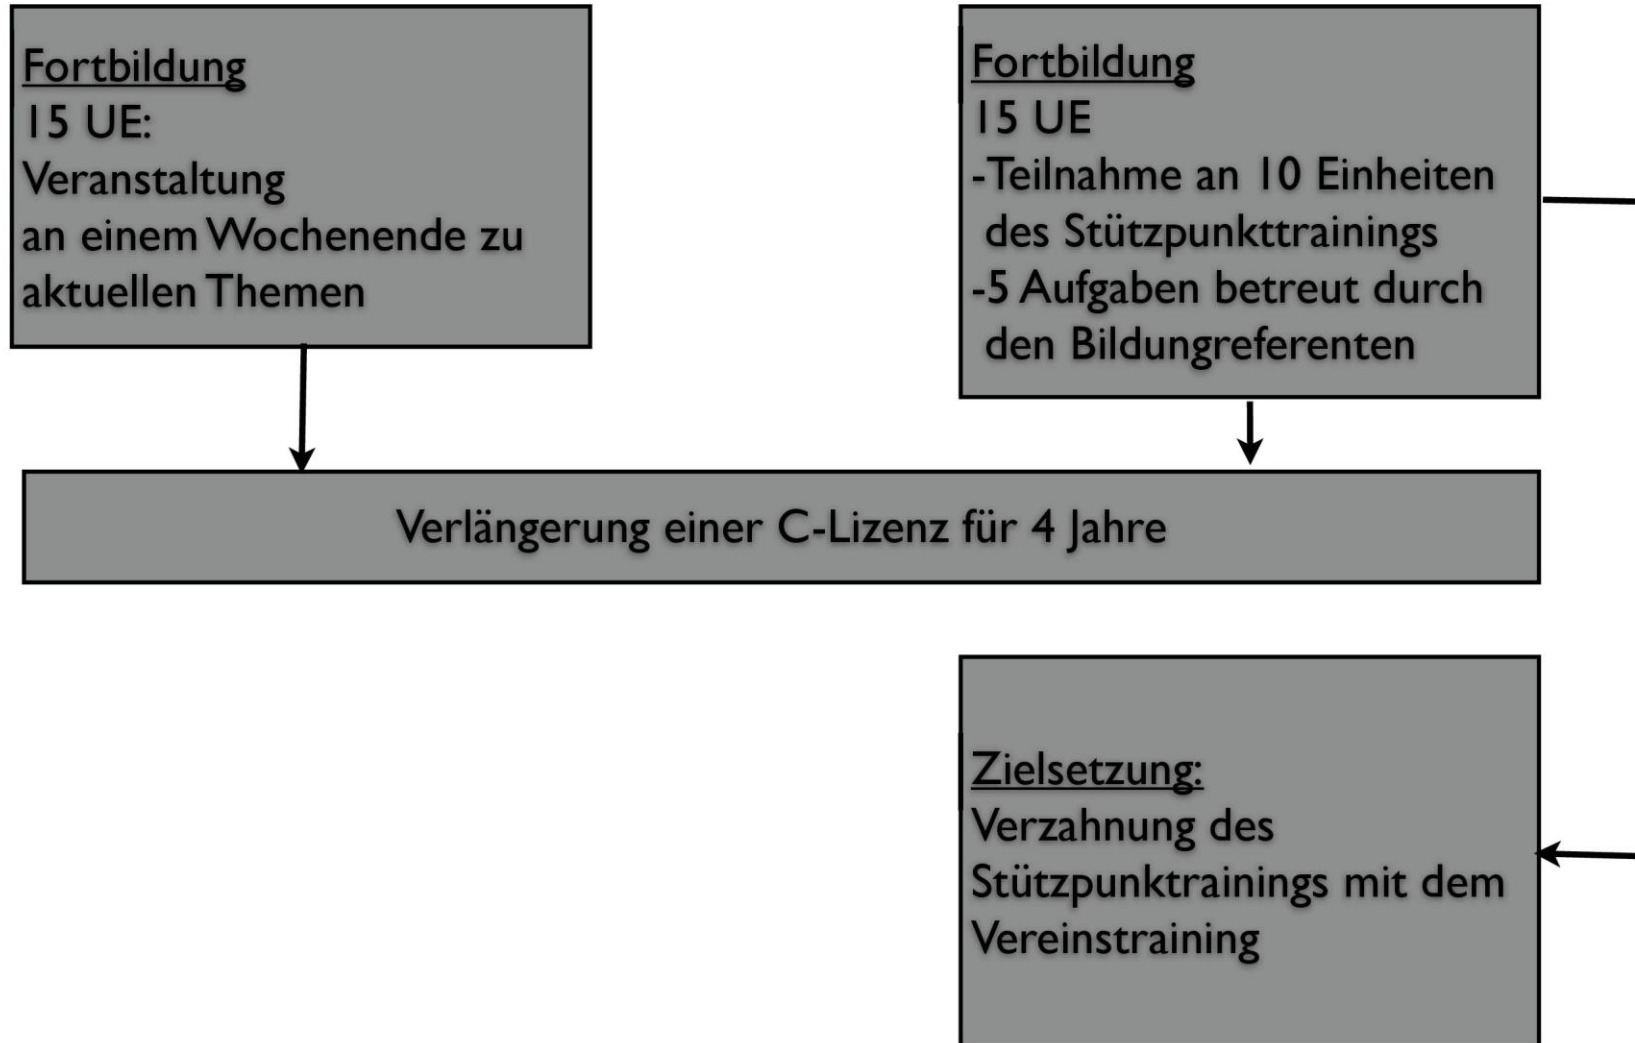 Fortbildung
15 UE:
Veranstaltung
an einem Wochenende zu
aktuellen Themen
Fortbildung
15 UE
-Teilnahme an 10 Einheiten
des Stützpunkttrainings
-5 Aufgaben betreut durch
den Bildungreferenten
Verlängerung einer C-Lizenz für 4 Jahre
Zielsetzung:
Verzahnung des
Stützpunktrainings mit dem
Vereinstraining